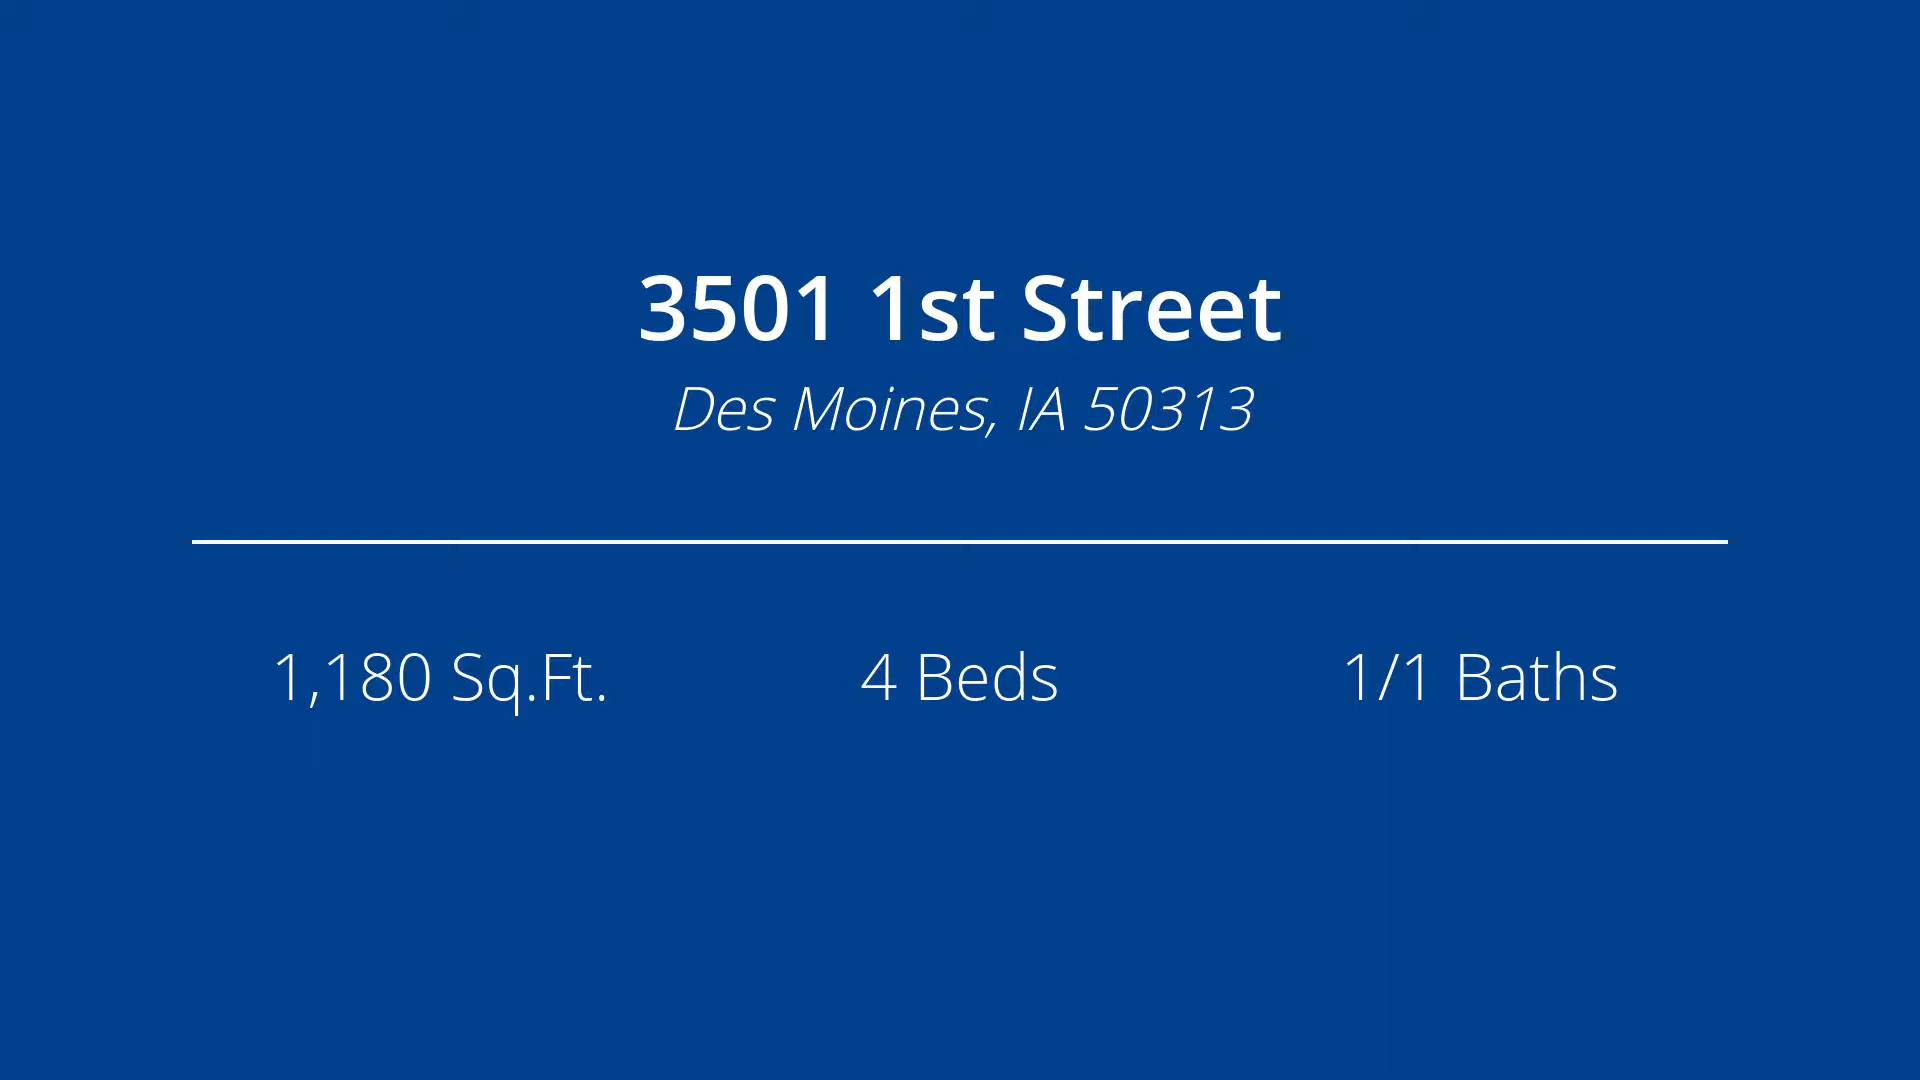 3501 1st Street
Des Moines, IA 50313
1,180 Sq.Ft. 4 Beds 1/1 Baths